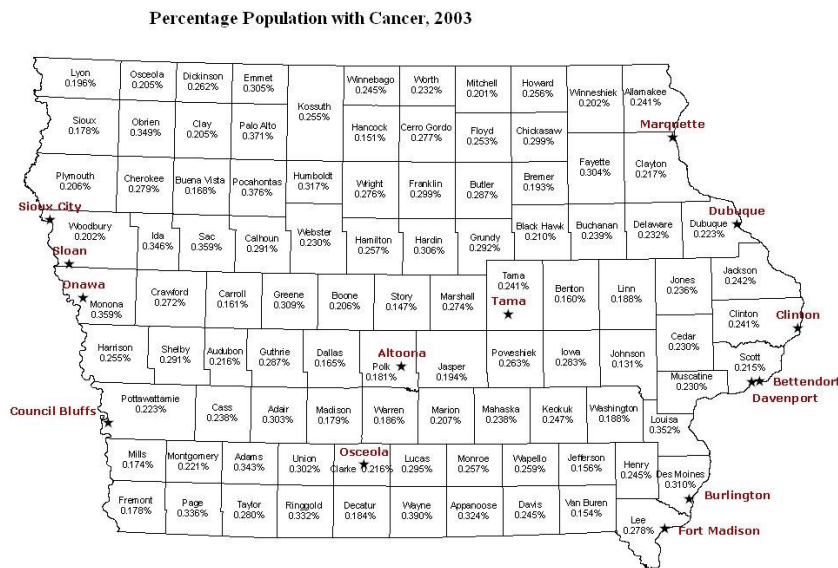 Percentage Population with Cancer, 2003
Lyon
0.196%
Osceola
0.205%
Dickinson
0.262%
Emmet
0.305%
Kossuth
0.255%
Winnebago
0.245%
Worth
0.232%
Mitchell
0.201%
Howard
0.256%
Winneshiek
0.202%
Allamakee
0.241%
Sioux
0.178%
Obrien
0.349%
Clay
0.205%
Palo Alto
0.371%
Hancock
0.151%
Cerro Gordo
0.277%
Floyd
0.253%
Chickasaw
0.299%
Marquette
Plymouth
0.206%
Cherokee
0.279%
Buena Vista
0.168%
Pocahontas
0.376%
Humboldt
0.317%
Wright
0.276%
Franklin
0.299%
Butler
0.287%
Bremer
0.193%
Fayette
0.304%
Clayton
0.217%
Sioux City
Woodbury
0.202%
Ida
0.346%
Sac
0.359%
Calhoun
0.291%
Webster
0.230%
Hamilton
0.257%
Hardin
0.306%
Grundy
0.292%
Black Hawk
0.210%
Buchanan
0.239%
Delaware
0.232%
Dubuque
Dubuque
0.223%
Sloan
Onawa
Monona
0.359%
Crawford
0.272%
Carroll
0.161%
Greene
0.309%
Boone
0.206%
Story
0.147%
Marshall
0.274%
Tama
0.241%
Tama
Benton
0.160%
Linn
0.188%
Jones
0.236%
Jackson
0.242%
Clinton
0.241%
Clinton
Harrison
0.255%
Shelby
0.291%
Audubon
0.216%
Guthrie
0.287%
Dallas
0.165%
Altoona
Polk
0.181%
Jasper
0.194%
Poweshiek
0.263%
Iowa
0.283%
Johnson
0.131%
Cedar
0.230%
Scott
0.215%
Muscatine
0.230%
Bettendorf
Davenport
Council Bluffs
Pottawattamie
0.223%
Cass
0.238%
Adair
0.303%
Madison
0.179%
Warren
0.186%
Marion
0.207%
Mahaska
0.238%
Keokuk
0.247%
Washington
0.188%
Louisa
0.352%
Mills
0.174%
Montgomery
0.221%
Adams
0.343%
Union
0.302%
Osceola
Clarke 0.216%
Lucas
0.295%
Monroe
0.257%
Wapello
0.259%
Jefferson
0.156%
Henry
0.245%
Des Moines
0.310%
Burlington
Fremont
0.178%
Page
0.336%
Taylor
0.280%
Ringgold
0.332%
Decatur
0.184%
Wayne
0.390%
Appanoose
0.324%
Davis
0.245%
Van Buren
0.154%
Lee
0.278%
Fort Madison